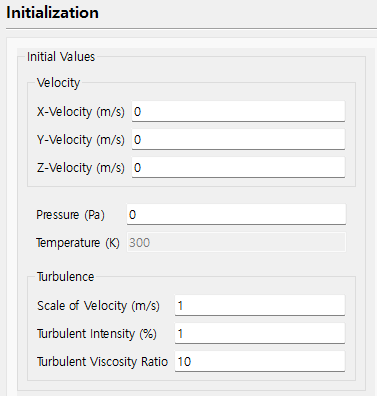 Initialization
Initial Values
Velocity
X-Velocity (m/s) 0
Y-Velocity (m/s) 0
Z-Velocity (m/s) 0
Pressure (Pa) 0
Temperature (K) 300
Turbulence
Scale of Velocity (m/s) 1
Turbulent Intensity (%) 1
Turbulent Viscosity Ratio 10